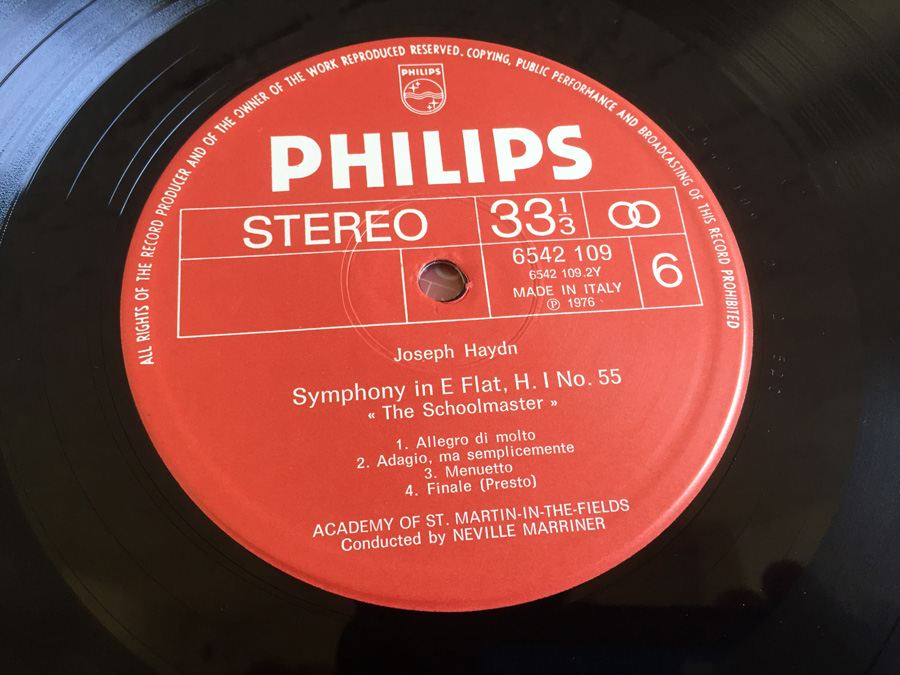 ALL RIGHTS OF THE RECORD PRODUCER AND OF THE OWNER OF THE WORK REPRODUCED RESERVED. COPYING, PUBLIC PERFORMANCE AND BROADCASTING OF THIS RECORD PROHIBITED
PHILIPS
PHILIPS
STEREO
33 1/3
6542 109
6542 109.2Y
MADE IN ITALY
Ⓟ 1976
6
Joseph Haydn
Symphony in E Flat, H. I No. 55
« The Schoolmaster »
1. Allegro di molto
2. Adagio, ma semplicemente
3. Menuetto
4. Finale (Presto)
ACADEMY OF ST. MARTIN-IN-THE-FIELDS
Conducted by NEVILLE MARRINER